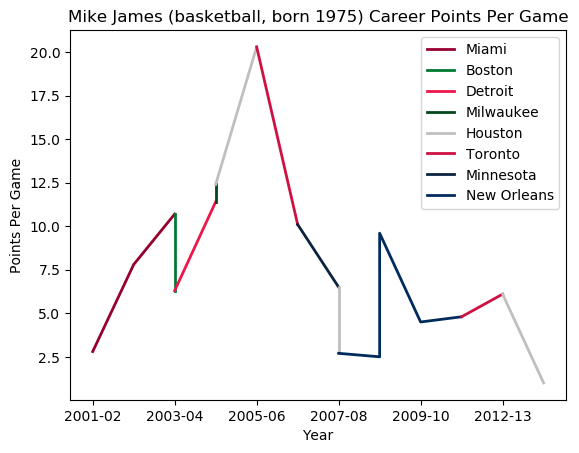 Mike James (basketball, born 1975) Career Points Per Game
Miami
Boston
Detroit
Milwaukee
Houston
Toronto
Minnesota
New Orleans
Points Per Game
20.0
17.5
15.0
12.5
10.0
7.5
5.0
2.5
2001-02 2003-04 2005-06 2007-08 2009-10 2012-13
Year